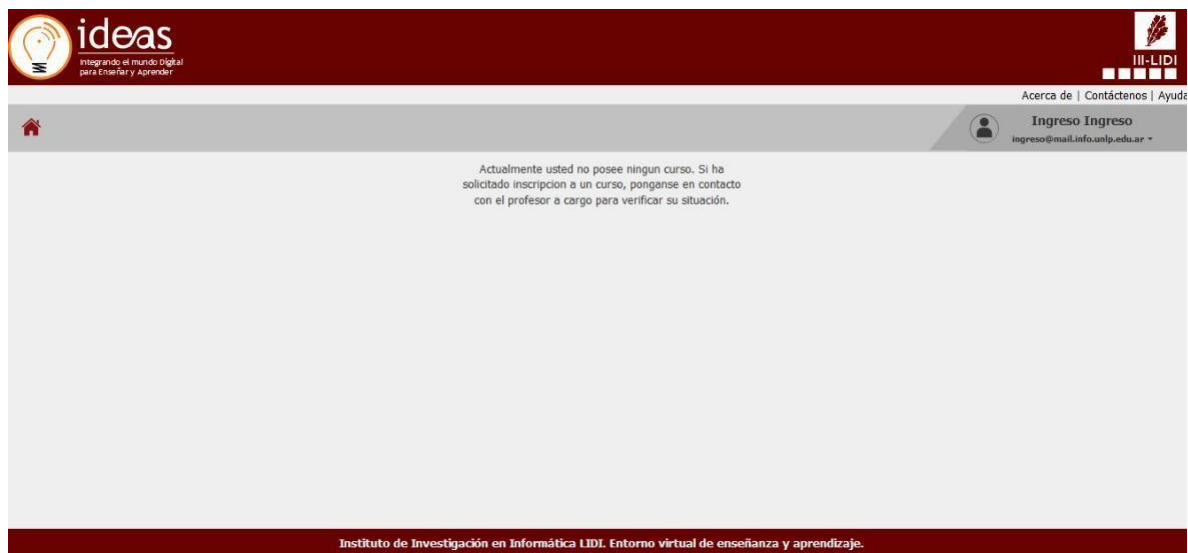 ideas
Integrando el mundo Digital
para Enseñar y Aprender
III-LIDI
Acerca de | Contáctenos | Ayuda
Ingreso Ingreso
ingreso@mail.info.unlp.edu.ar
Actualmente usted no posee ningun curso. Si ha
solicitado inscripcion a un curso, ponganse en contacto
con el profesor a cargo para verificar su situación.
Instituto de Investigación en Informática LIDI. Entorno virtual de enseñanza y aprendizaje.